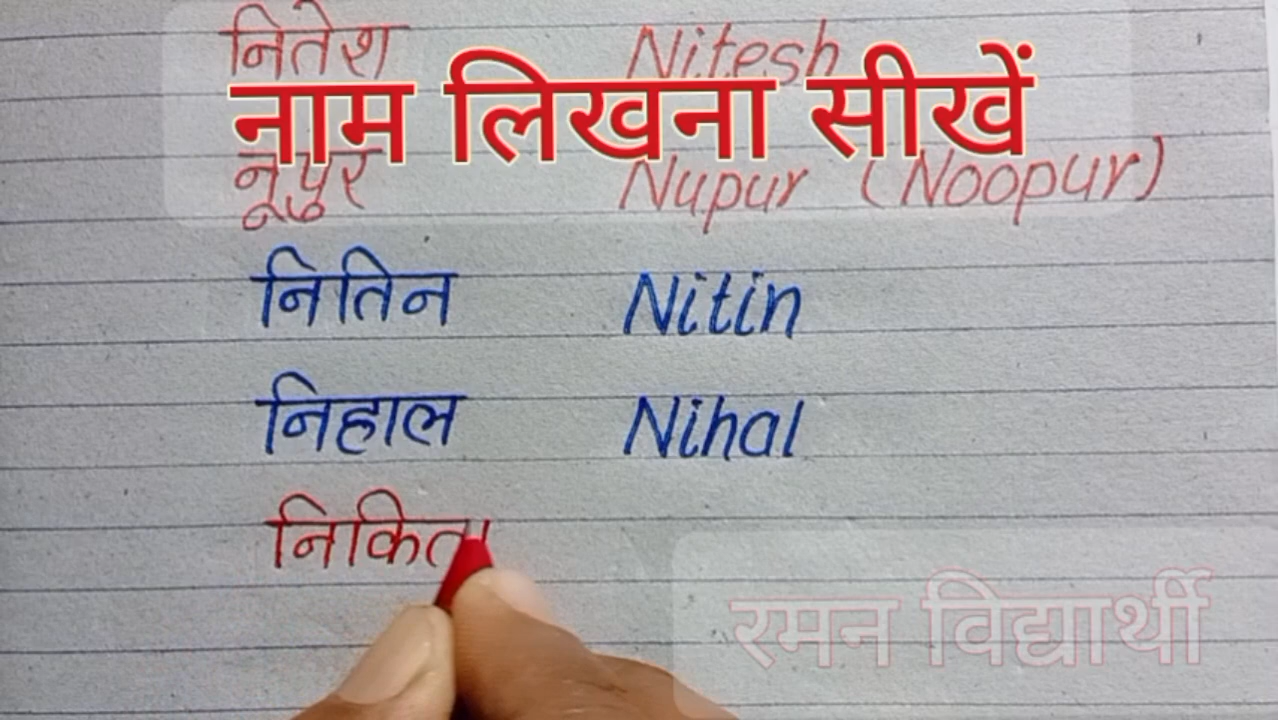 नितेश Nitesh
नाम लिखना सीखें
नूपुर Nupur (Noopur)
नितिन Nitin
निहाल Nihal
निकिता
रमन विद्यार्थी